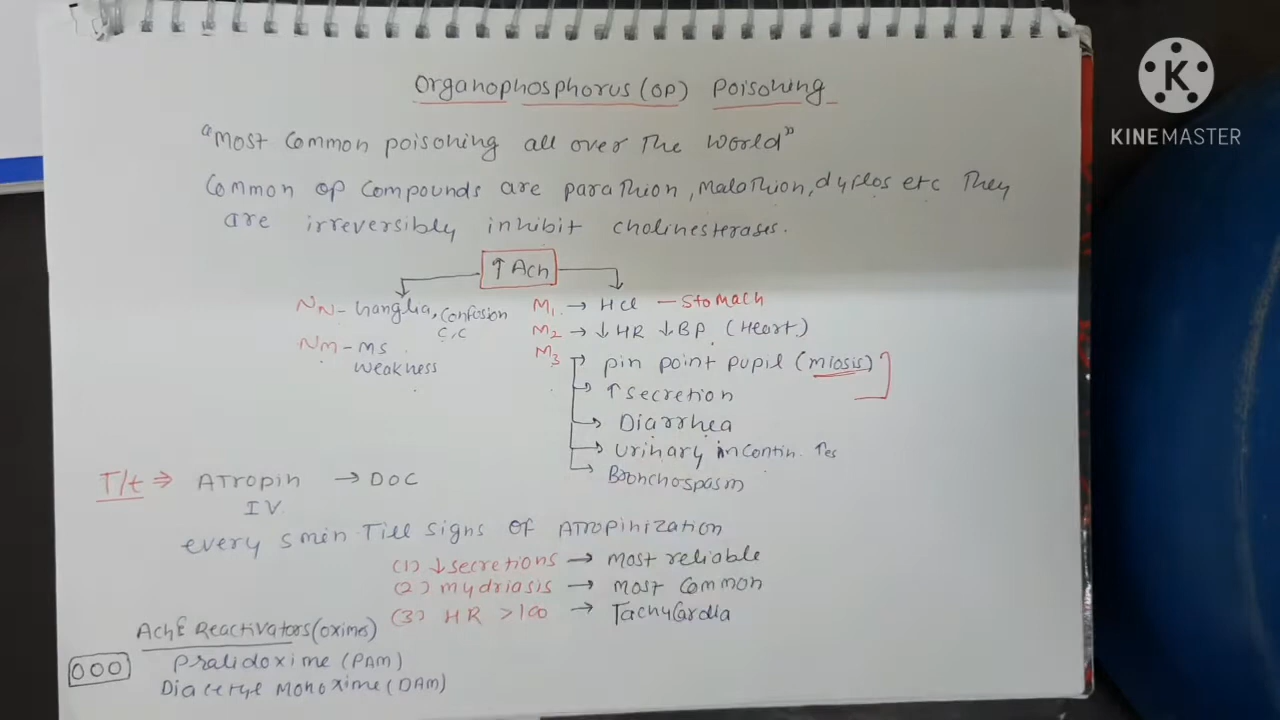 Organophosphorus (OP) Poisoning
"Most Common poisoning all over The World"
Common OP Compounds are parathion, Malathion, dyflos etc They
are irreversibly inhibit cholinesterases.
↑ Ach
NN - Ganglia, Confusion
C, C
NM - MS
Weakness
M1 → HCl - Stomach
M2 → ↓ HR ↓ BP (Heart)
M3
pin point pupil (miosis)
↑ Secretion
Diarrhea
Urinary incontin. ↑es
Bronchospasm
T/t ⇒ ATropin → DOC
IV
every 5 min Till Signs of ATropinization
(1) ↓ secretions → Most reliable
(2) mydriasis → most Common
(3) HR >100 → TachyCardia
AchE Reactivators (oximes)
Pralidoxime (PAM)
Diacetyl Monoxime (DAM)
000
K
KINEMASTER